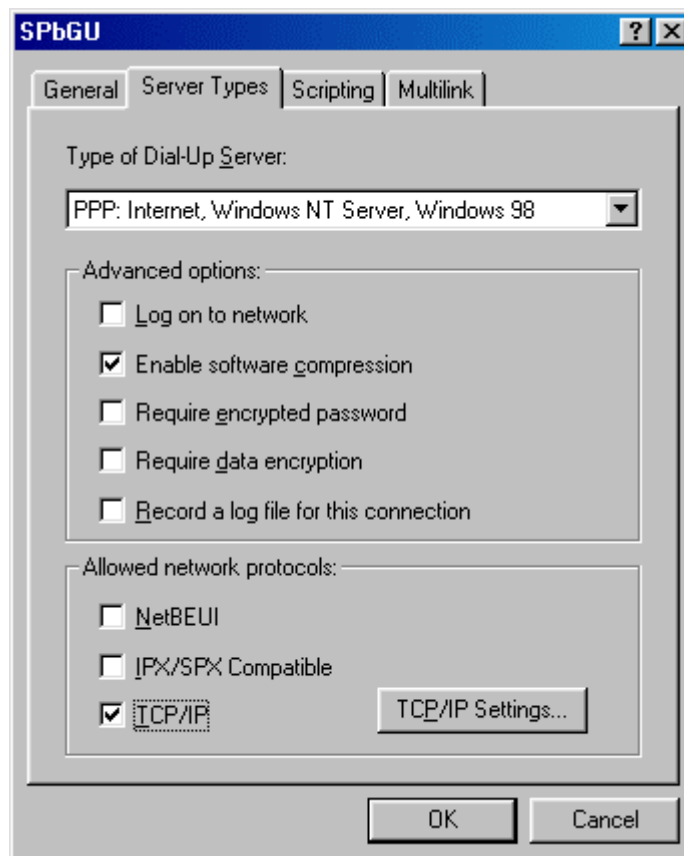 SPbGU
General Server Types Scripting Multilink
Type of Dial-Up Server:
PPP: Internet, Windows NT Server, Windows 98
Advanced options:
Log on to network
Enable software compression
Require encrypted password
Require data encryption
Record a log file for this connection
Allowed network protocols:
NetBEUI
IPX/SPX Compatible
TCP/IP TCP/IP Settings...
OK Cancel